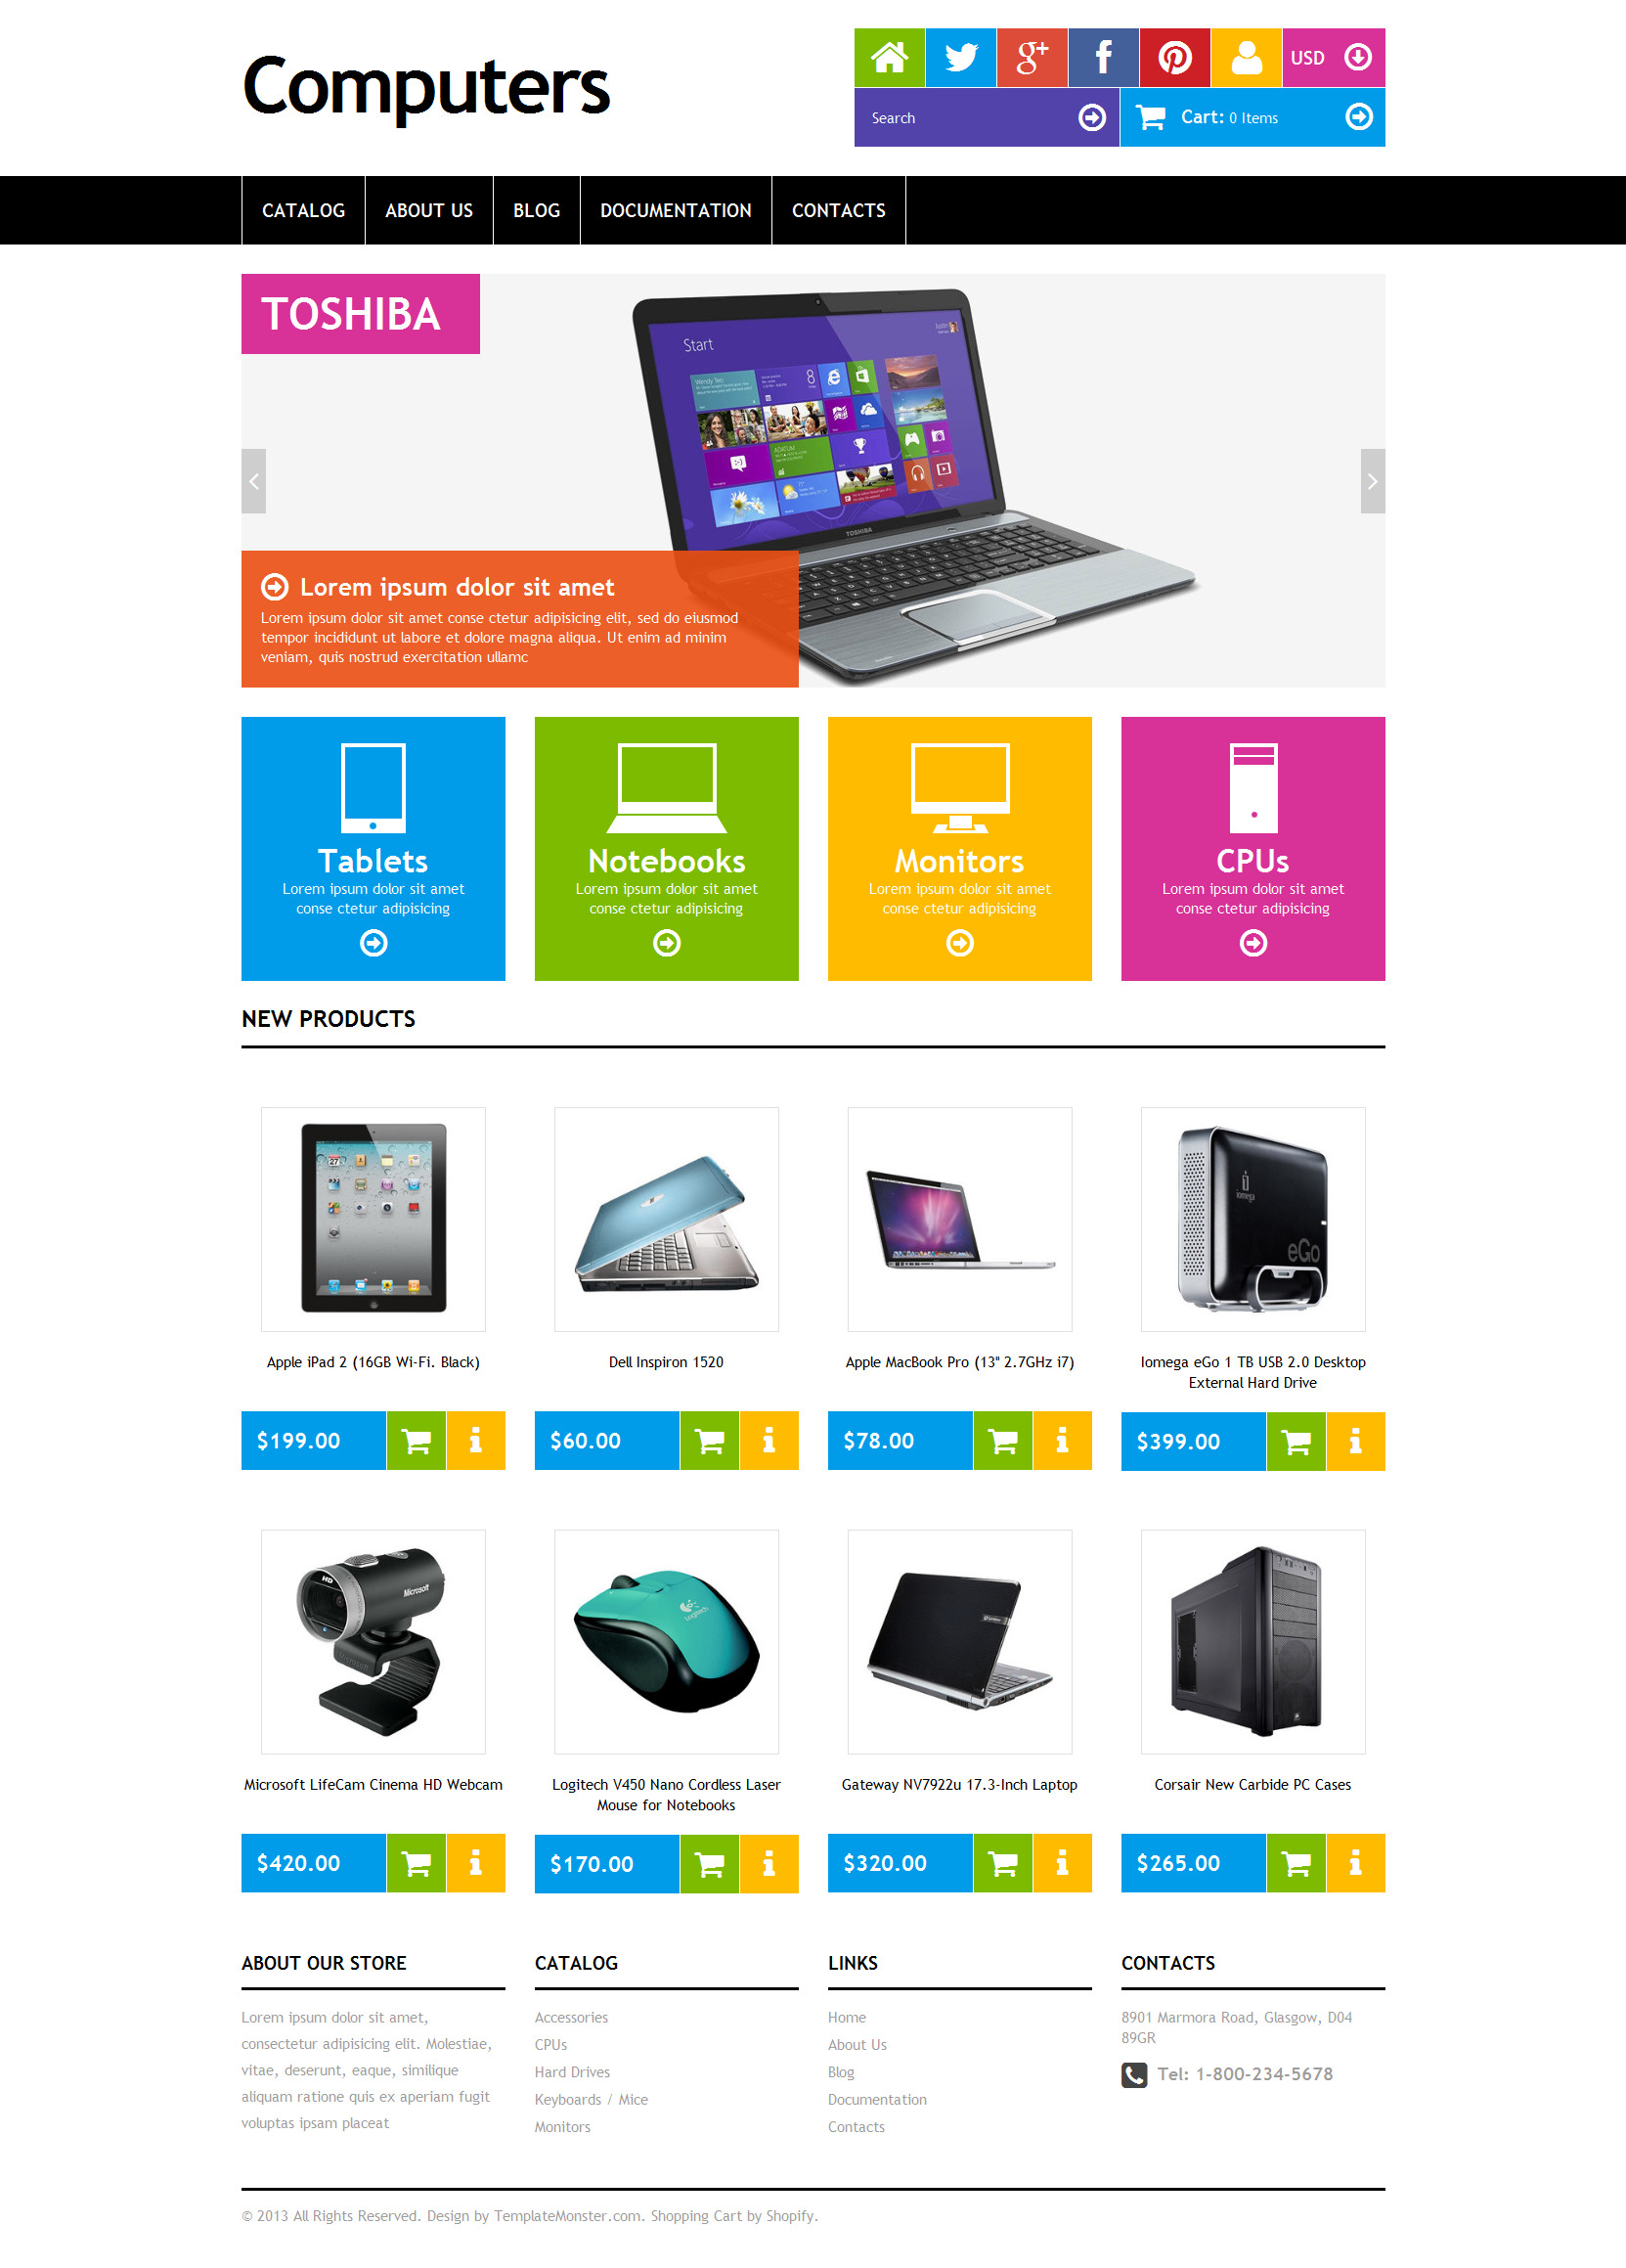 Computers
USD
Search
Cart: 0 Items
CATALOG
ABOUT US
BLOG
DOCUMENTATION
CONTACTS
TOSHIBA
Start
TOSHIBA
Lorem ipsum dolor sit amet
Lorem ipsum dolor sit amet conse ctetur adipisicing elit, sed do eiusmod
tempor incididunt ut labore et dolore magna aliqua. Ut enim ad minim
veniam, quis nostrud exercitation ullamc
Tablets
Lorem ipsum dolor sit amet
conse ctetur adipisicing
Notebooks
Lorem ipsum dolor sit amet
conse ctetur adipisicing
Monitors
Lorem ipsum dolor sit amet
conse ctetur adipisicing
CPUs
Lorem ipsum dolor sit amet
conse ctetur adipisicing
NEW PRODUCTS
iomega
eGo
Apple iPad 2 (16GB Wi-Fi. Black)
Dell Inspiron 1520
Apple MacBook Pro (13" 2.7GHz i7)
Iomega eGo 1 TB USB 2.0 Desktop
External Hard Drive
$199.00
$60.00
$78.00
$399.00
HD
Microsoft
Logitech
Microsoft LifeCam Cinema HD Webcam
Logitech V450 Nano Cordless Laser
Mouse for Notebooks
Gateway NV7922u 17.3-Inch Laptop
Corsair New Carbide PC Cases
$420.00
$170.00
$320.00
$265.00
ABOUT OUR STORE
Lorem ipsum dolor sit amet,
consectetur adipisicing elit. Molestiae,
vitae, deserunt, eaque, similique
aliquam ratione quis ex aperiam fugit
voluptas ipsam placeat
CATALOG
Accessories
CPUs
Hard Drives
Keyboards / Mice
Monitors
LINKS
Home
About Us
Blog
Documentation
Contacts
CONTACTS
8901 Marmora Road, Glasgow, D04
89GR
Tel: 1-800-234-5678
© 2013 All Rights Reserved. Design by TemplateMonster.com. Shopping Cart by Shopify.